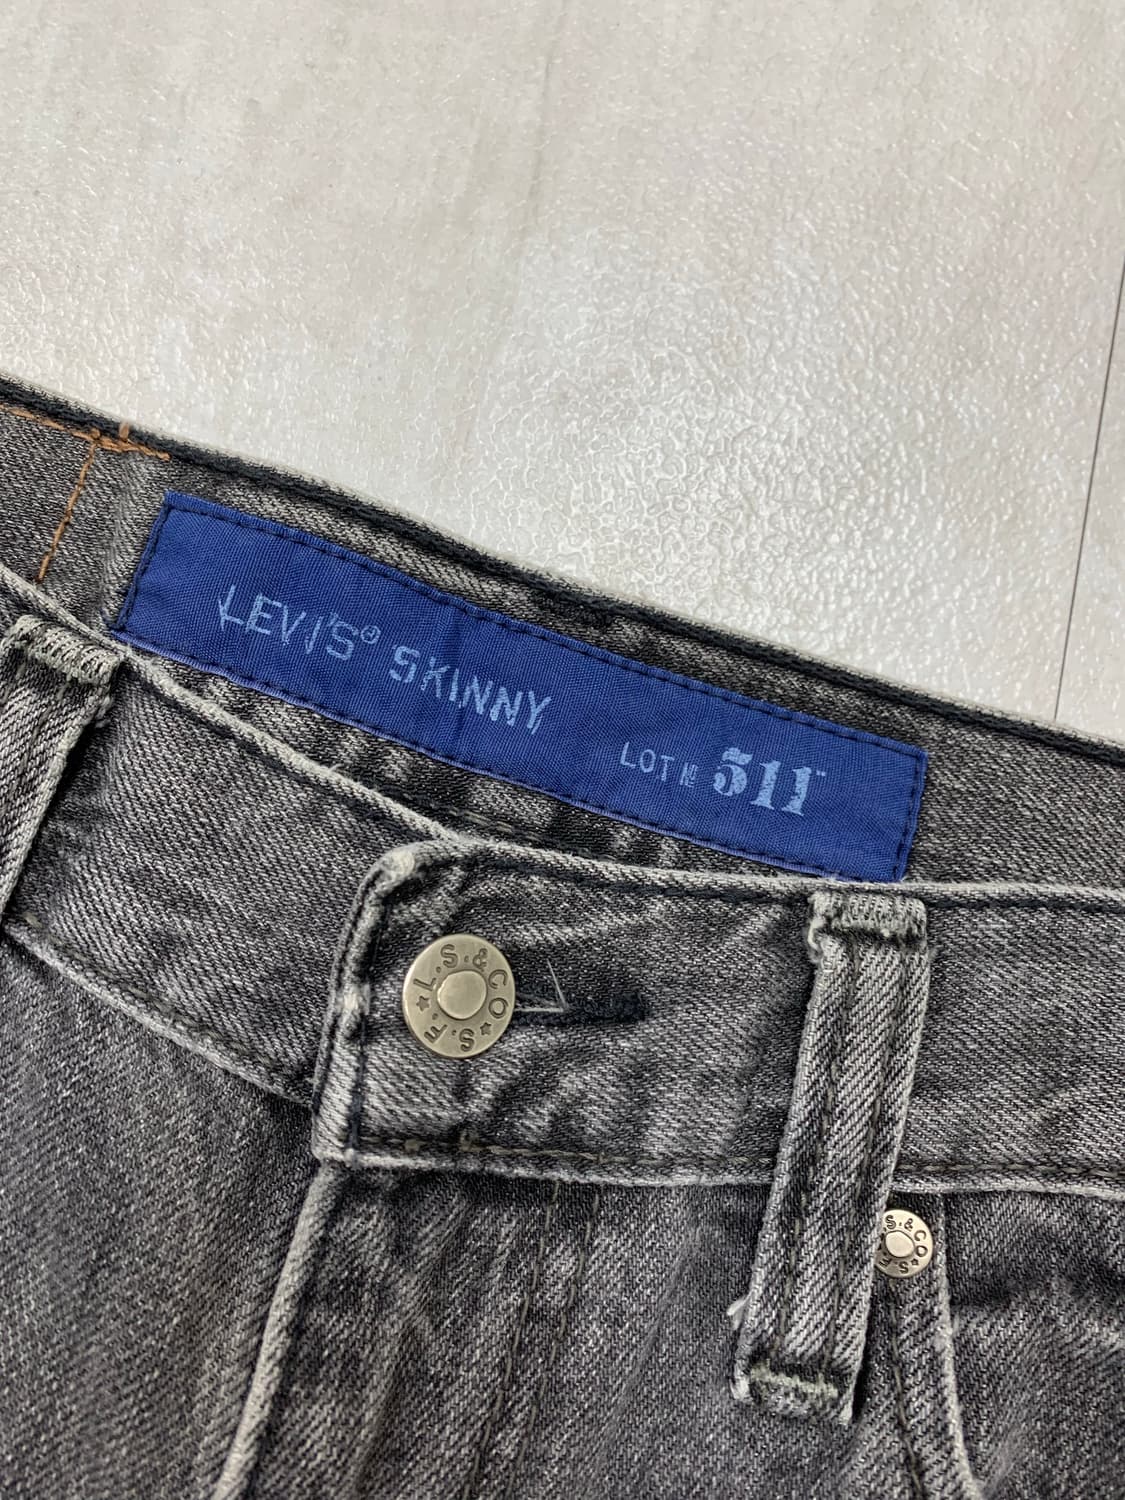 LEVI'S® SKINNY
LOT № 511™
L.S.&CO★S.F.★
S.&CO★S.F.